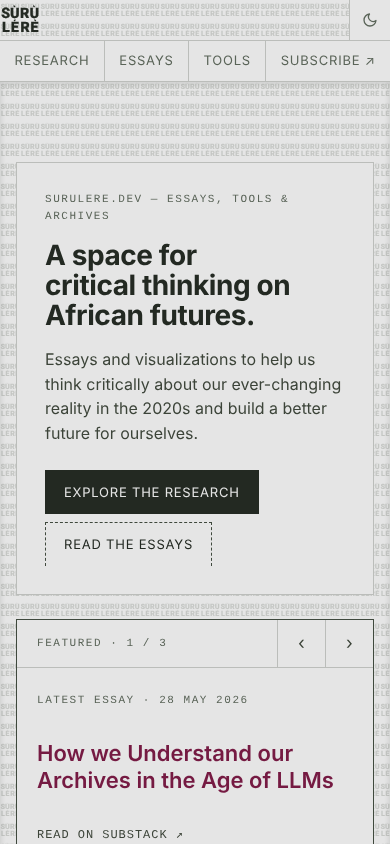 SÙRÙ
LÉRÈ
RESEARCH ESSAYS TOOLS SUBSCRIBE ↗
SURULERE.DEV — ESSAYS, TOOLS &
ARCHIVES
A space for
critical thinking on
African futures.
Essays and visualizations to help us
think critically about our ever-changing
reality in the 2020s and build a better
future for ourselves.
EXPLORE THE RESEARCH
READ THE ESSAYS
FEATURED · 1 / 3 ‹ ›
LATEST ESSAY · 28 MAY 2026
How we Understand our
Archives in the Age of LLMs
READ ON SUBSTACK ↗